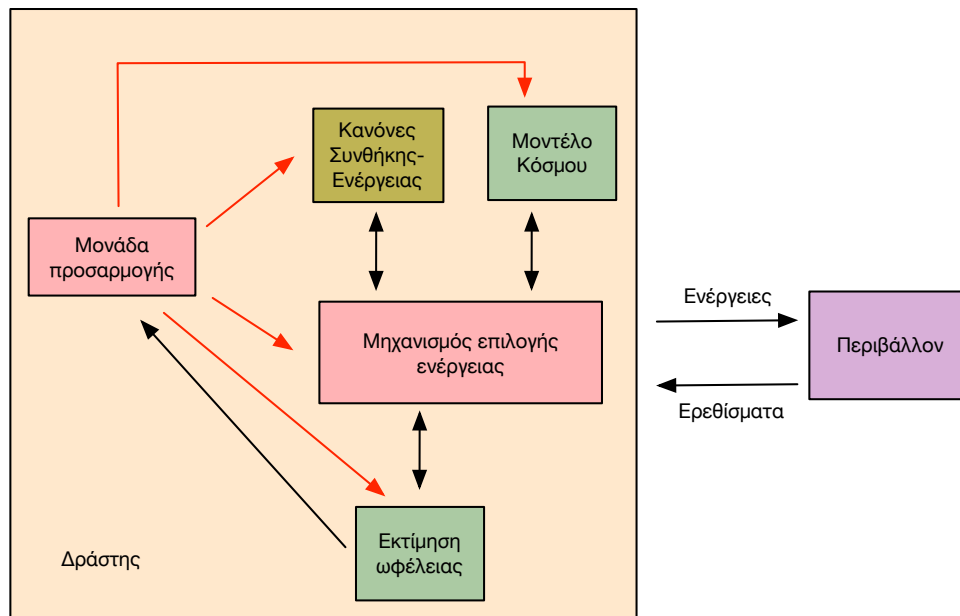 Κανόνες
Συνθήκης-
Ενέργειας
Μοντέλο
Κόσμου
Μονάδα
προσαρμογής
Μηχανισμός επιλογής
ενέργειας
Ενέργειες
Περιβάλλον
Ερεθίσματα
Εκτίμηση
ωφέλειας
Δράστης